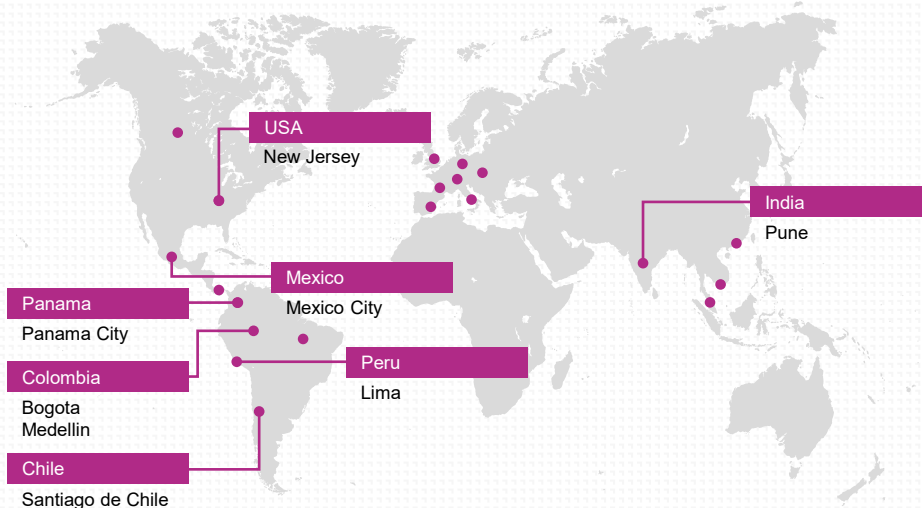 USA
New Jersey
India
Pune
Mexico
Mexico City
Panama
Panama City
Peru
Lima
Colombia
Bogota
Medellin
Chile
Santiago de Chile